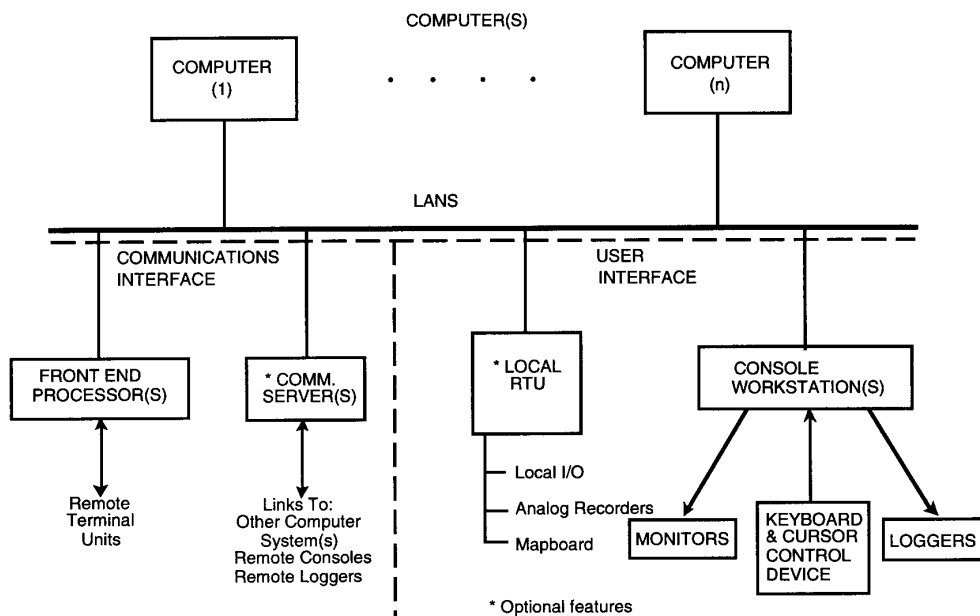 COMPUTER(S)
COMPUTER
(1)
. . . .
COMPUTER
(n)
LANS
COMMUNICATIONS
INTERFACE
USER
INTERFACE
FRONT END
PROCESSOR(S)
* COMM.
SERVER(S)
* LOCAL
RTU
CONSOLE
WORKSTATION(S)
Remote
Terminal
Units
Links To:
Other Computer
System(s)
Remote Consoles
Remote Loggers
Local I/O
Analog Recorders
Mapboard
MONITORS
KEYBOARD
& CURSOR
CONTROL
DEVICE
LOGGERS
* Optional features